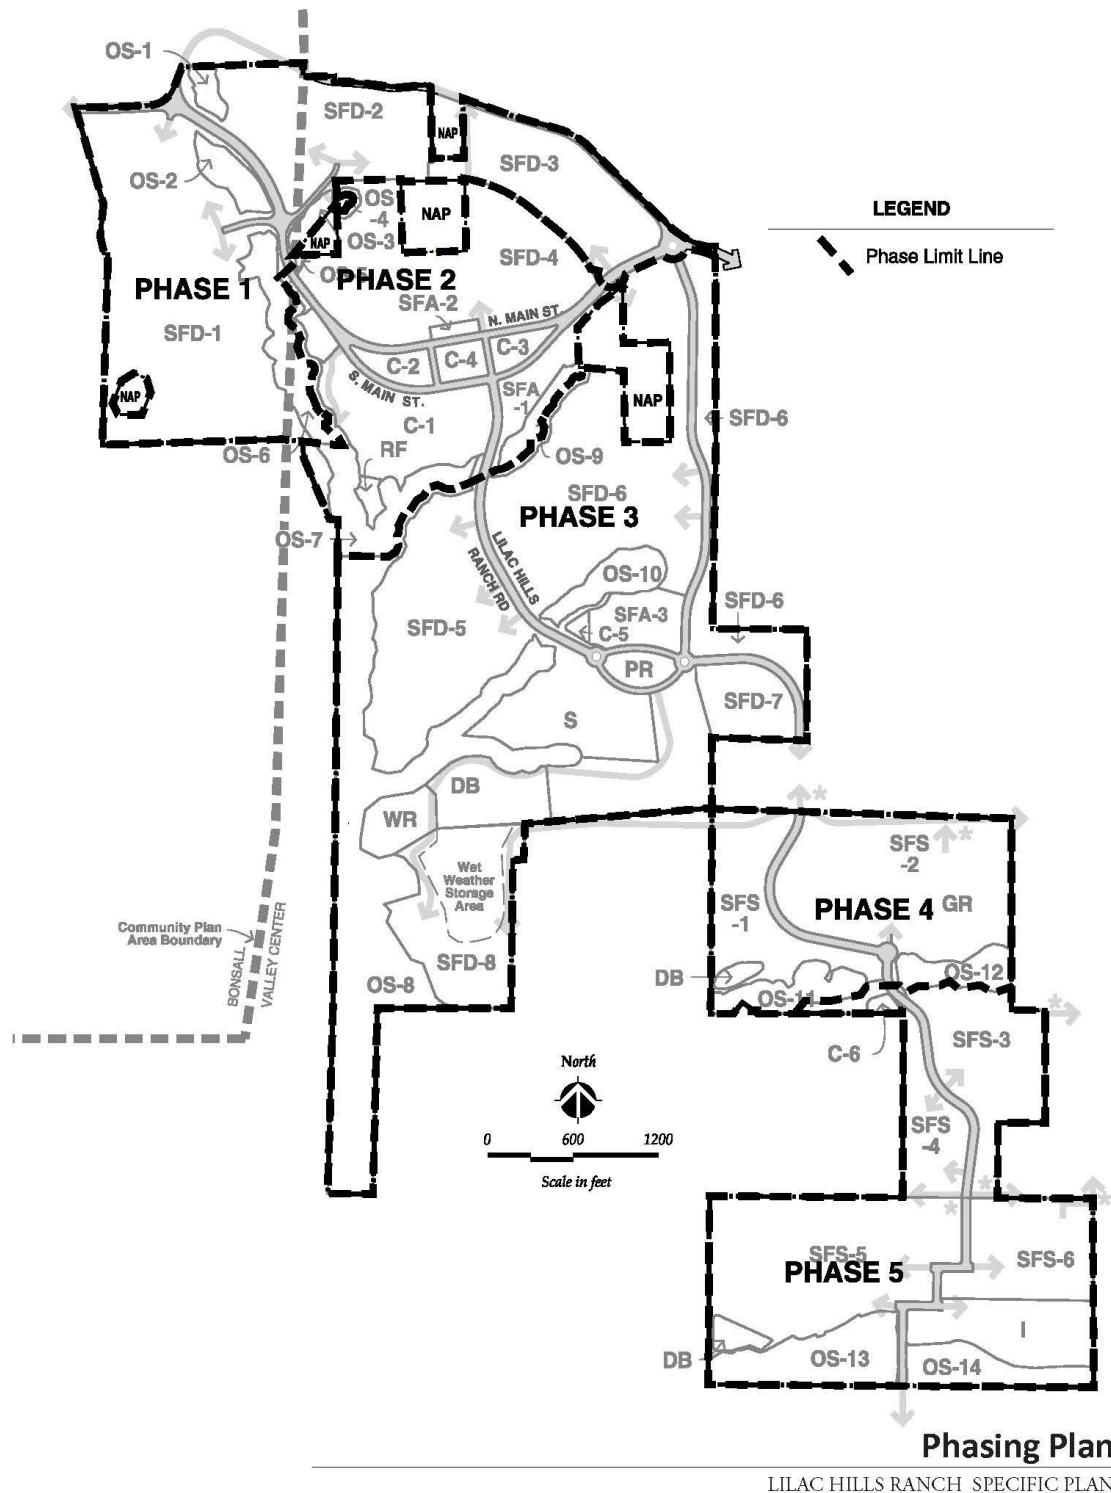 OS-1
SFD-2
NAP
SFD-3
OS-2
OS
-4
NAP
LEGEND
NAP
OS-3
Phase Limit Line
SFD-4
PHASE 1
PHASE 2
SFA-2
N. MAIN ST.
SFD-1
C-2
C-4
C-3
S. MAIN ST.
SFA
-1
NAP
NAP
C-1
SFD-6
RF
OS-6
OS-9
SFD-6
PHASE 3
OS-7
LILAC HILLS
RANCH RD
OS-10
SFD-6
SFA-3
SFD-5
C-5
PR
SFD-7
S
DB
*
WR
SFS
-2
*
Wet
Weather
Storage
Area
SFS
-1
PHASE 4
GR
Community Plan
Area Boundary
BONSALL
VALLEY CENTER
SFD-8
DB
OS-12
OS-8
OS-11
*
C-6
SFS-3
North
SFS
-4
0 600 1200
Scale in feet
*
*
*
SFS-5
SFS-6
PHASE 5
I
DB
OS-13
OS-14
Phasing Plan
LILAC HILLS RANCH SPECIFIC PLAN